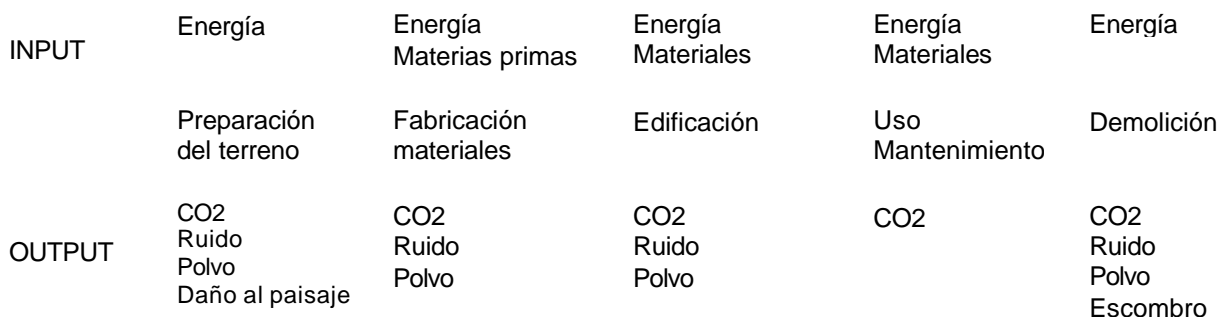 INPUT
Energía
Energía
Materias primas
Energía
Materiales
Energía
Materiales
Energía
Preparación
del terreno
Fabricación
materiales
Edificación
Uso
Mantenimiento
Demolición
OUTPUT
CO2
Ruido
Polvo
Daño al paisaje
CO2
Ruido
Polvo
CO2
Ruido
Polvo
CO2
CO2
Ruido
Polvo
Escombro